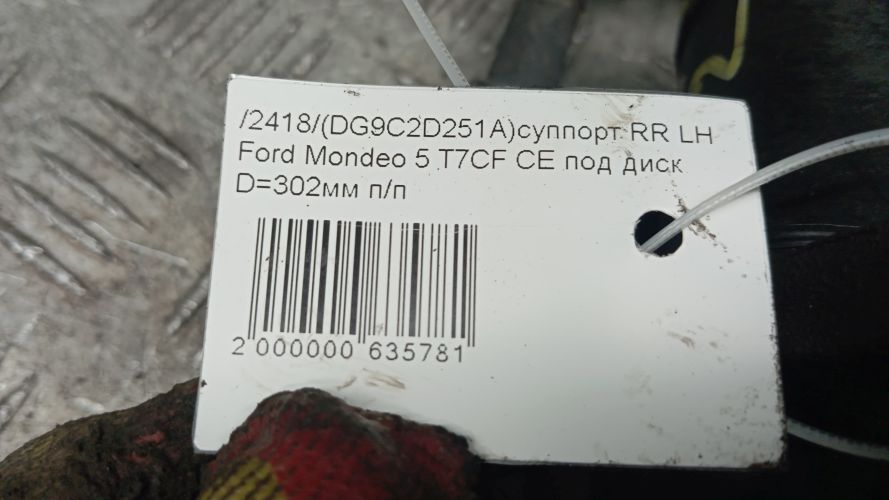 /2418/(DG9C2D251A)суппорт RR LH
Ford Mondeo 5 T7CF CE под диск
D=302мм п/п
2 000000 635781